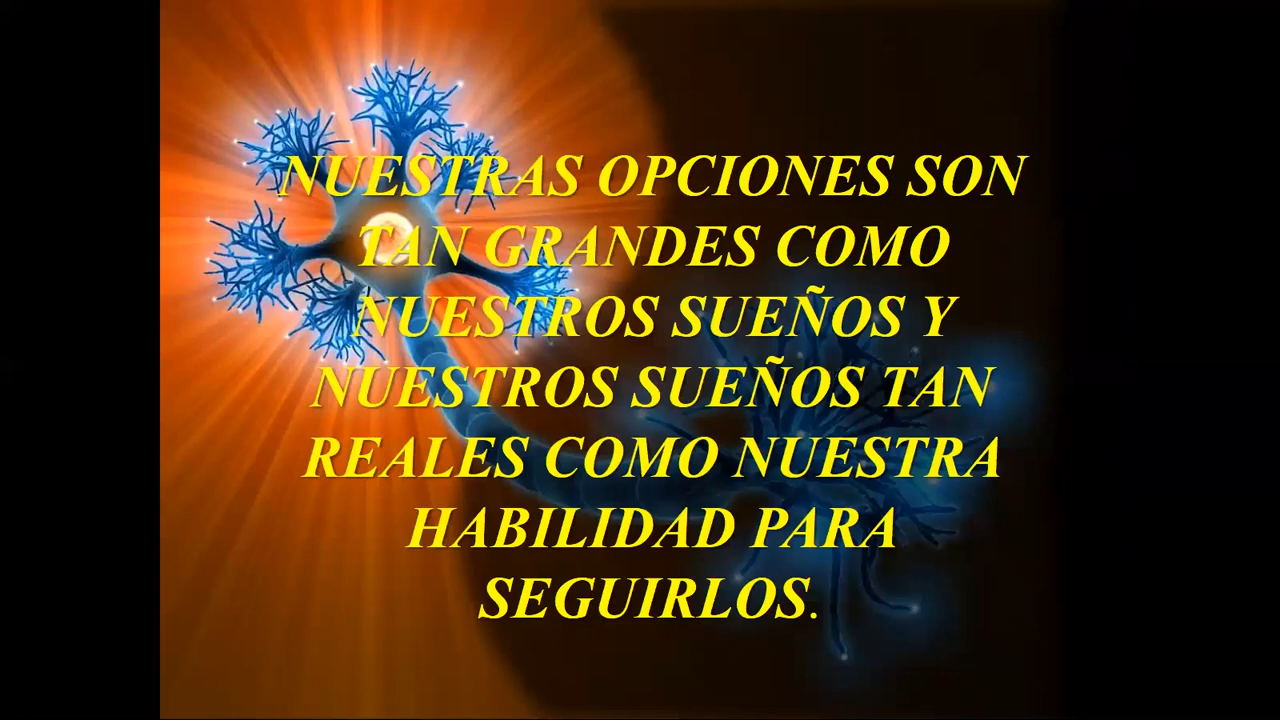 NUESTRAS OPCIONES SON
TAN GRANDES COMO
NUESTROS SUEÑOS Y
NUESTROS SUEÑOS TAN
REALES COMO NUESTRA
HABILIDAD PARA
SEGUIRLOS.